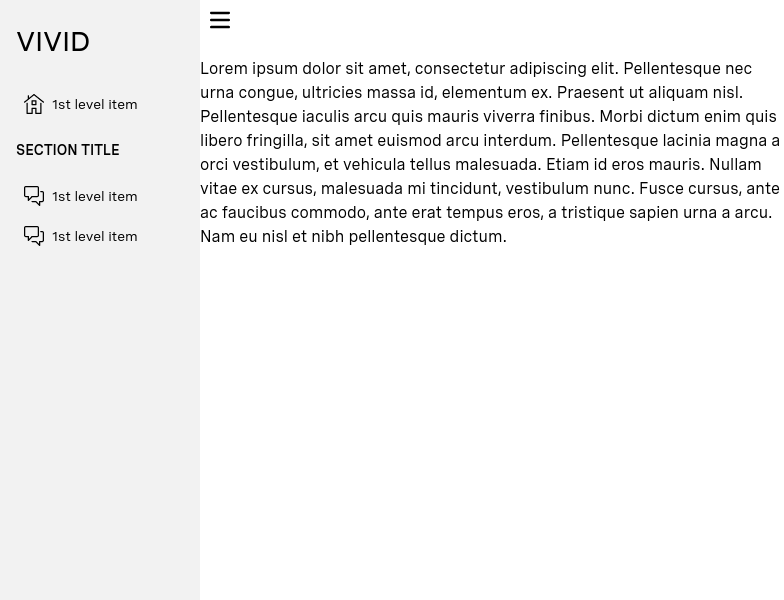 VIVID
1st level item
SECTION TITLE
1st level item
1st level item
Lorem ipsum dolor sit amet, consectetur adipiscing elit. Pellentesque nec
urna congue, ultricies massa id, elementum ex. Praesent ut aliquam nisl.
Pellentesque iaculis arcu quis mauris viverra finibus. Morbi dictum enim quis
libero fringilla, sit amet euismod arcu interdum. Pellentesque lacinia magna a
orci vestibulum, et vehicula tellus malesuada. Etiam id eros mauris. Nullam
vitae ex cursus, malesuada mi tincidunt, vestibulum nunc. Fusce cursus, ante
ac faucibus commodo, ante erat tempus eros, a tristique sapien urna a arcu.
Nam eu nisl et nibh pellentesque dictum.